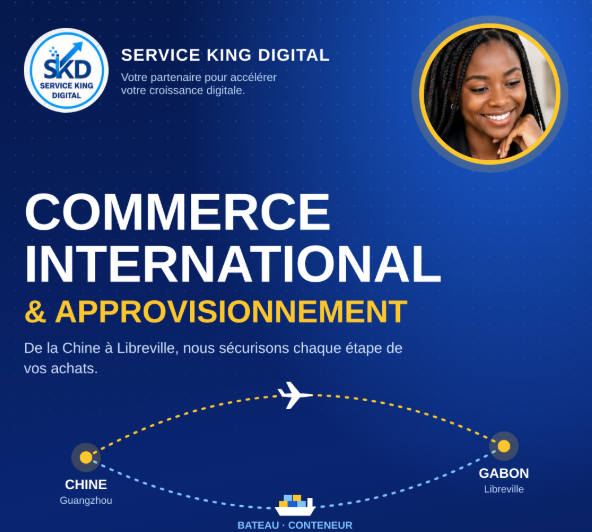 SKD
SERVICE KING
DIGITAL
SERVICE KING DIGITAL
Votre partenaire pour accélérer
votre croissance digitale.
COMMERCE
INTERNATIONAL
& APPROVISIONNEMENT
De la Chine à Libreville, nous sécurisons chaque étape de
vos achats.
CHINE
Guangzhou
GABON
Libreville
BATEAU · CONTENEUR